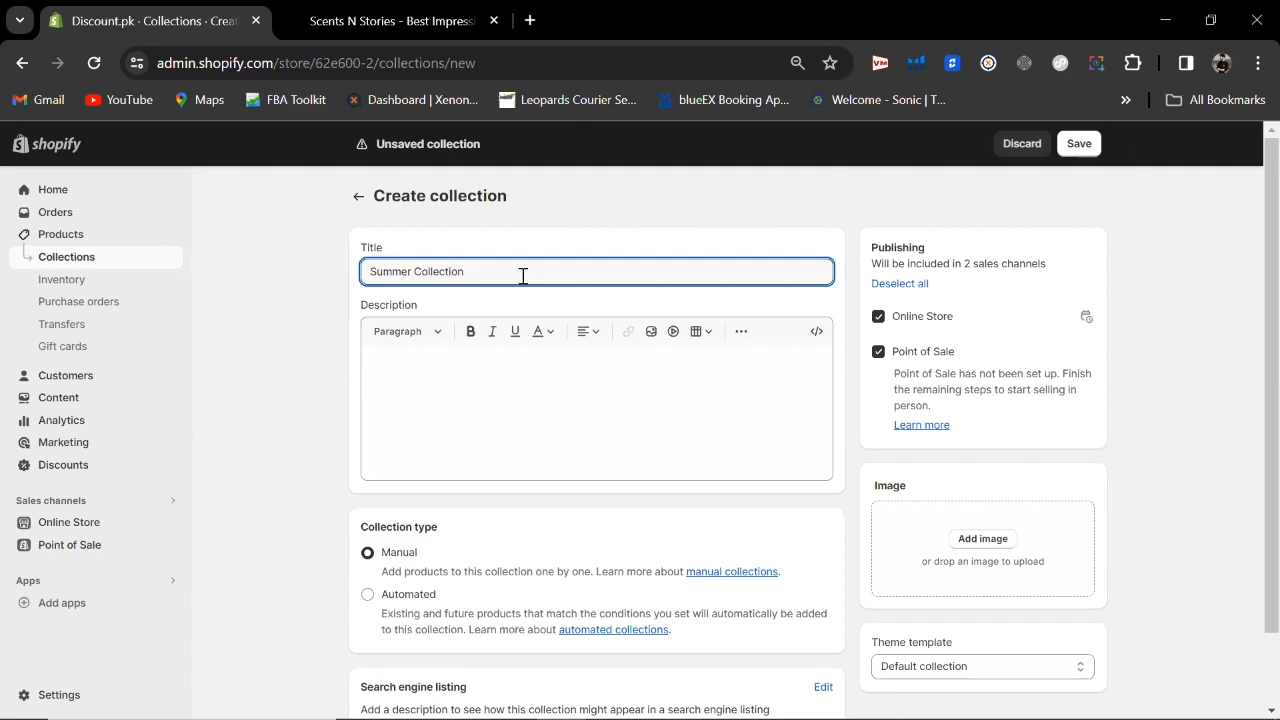 Discount.pk · Collections · Crea
Scents N Stories - Best Impressi
admin.shopify.com/store/62e600-2/collections/new
Gmail
YouTube
Maps
FBA Toolkit
Dashboard | Xenon...
Leopards Courier Se...
blueEX Booking Ap...
Welcome - Sonic | T...
All Bookmarks
shopify
Unsaved collection
Discard
Save
Home
Orders
Products
Collections
Inventory
Purchase orders
Transfers
Gift cards
Customers
Content
Analytics
Marketing
Discounts
Sales channels
Online Store
Point of Sale
Apps
Add apps
Settings
Create collection
Title
Summer Collection
Description
Paragraph
Collection type
Manual
Add products to this collection one by one. Learn more about manual collections.
Automated
Existing and future products that match the conditions you set will automatically be added
to this collection. Learn more about automated collections.
Search engine listing
Edit
Add a description to see how this collection might appear in a search engine listing
Publishing
Will be included in 2 sales channels
Deselect all
Online Store
Point of Sale
Point of Sale has not been set up. Finish
the remaining steps to start selling in
person.
Learn more
Image
Add image
or drop an image to upload
Theme template
Default collection